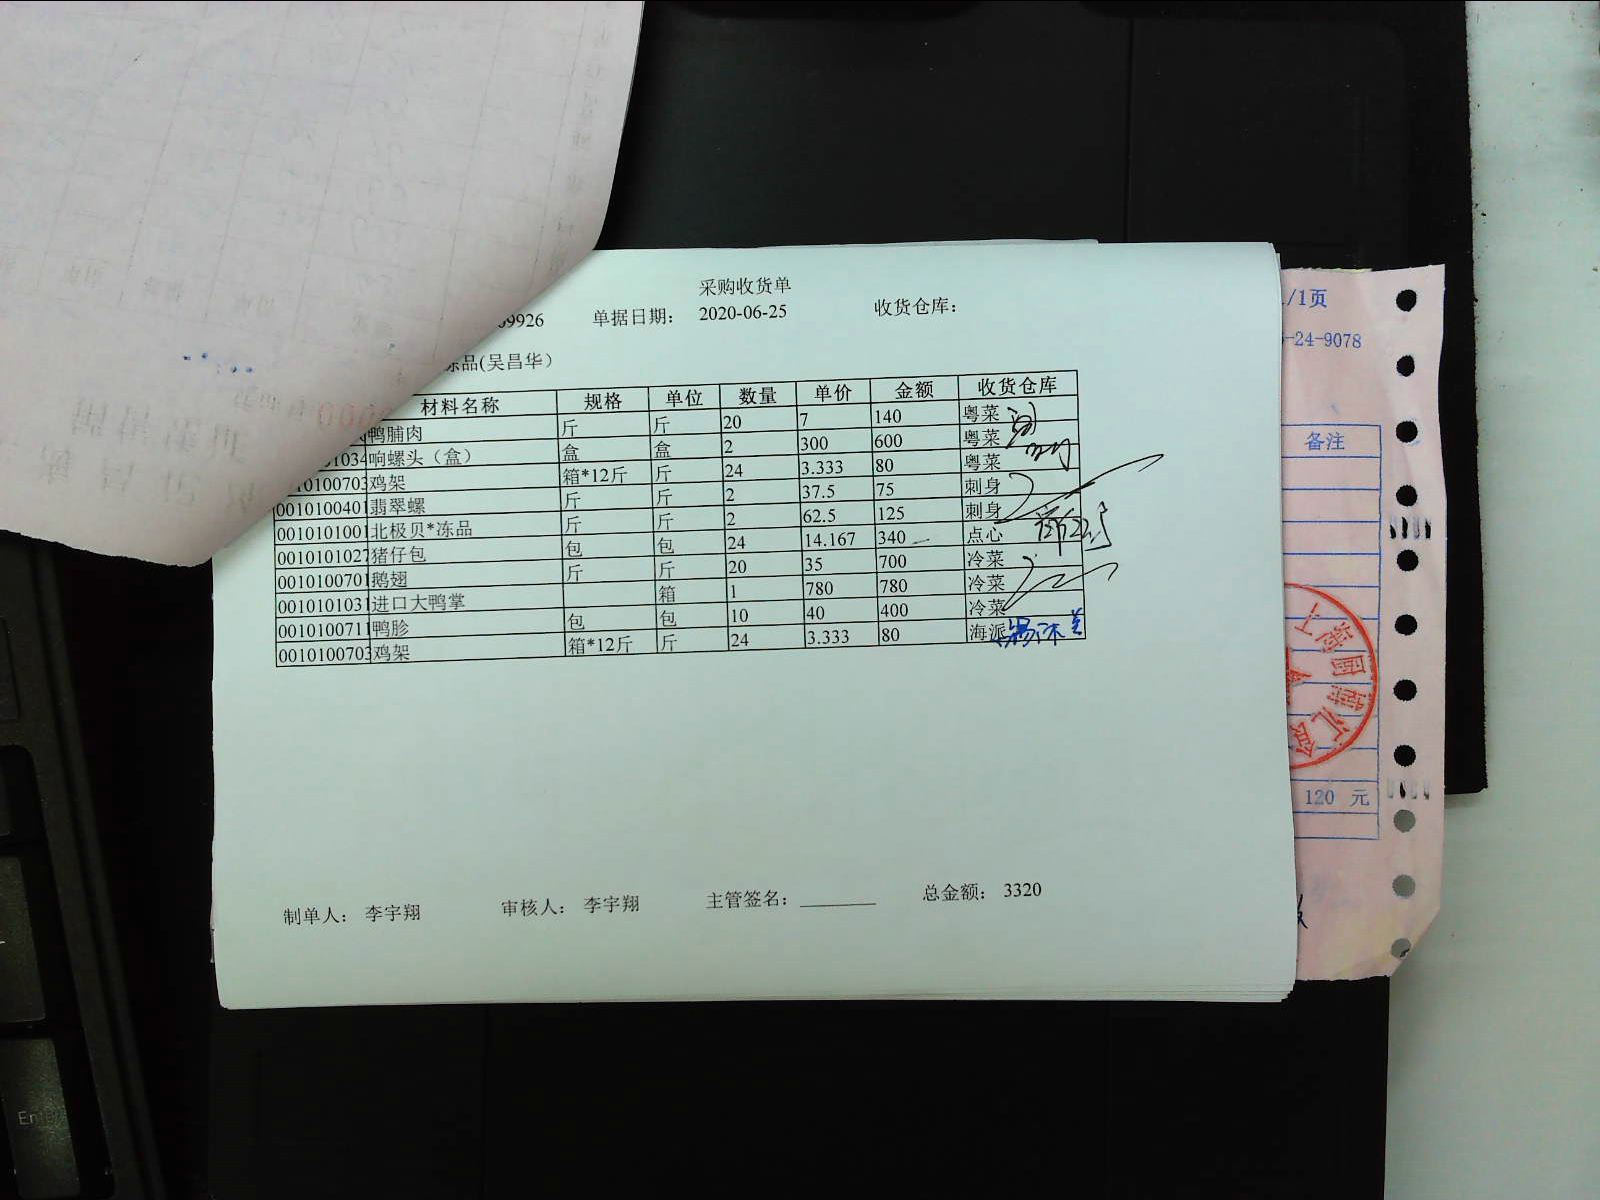 采购收货单
09926 单据日期： 2020-06-25 收货仓库：
冻品(吴昌华）
材料名称 规格 单位 数量 单价 金额 收货仓库
鸭脯肉 斤 斤 20 7 140 粤菜
1034 响螺头（盒） 盒 盒 2 300 600 粤菜
0010100703 鸡架 箱*12斤 斤 24 3.333 80 粤菜
0010100401 翡翠螺 斤 斤 2 37.5 75 刺身
0010101001 北极贝*冻品 斤 斤 2 62.5 125 刺身
0010101027 猪仔包 包 包 24 14.167 340 点心
0010100701 鹅翅 斤 斤 20 35 700 冷菜
0010101031 进口大鸭掌 箱 1 780 780 冷菜
0010100711 鸭胗 包 包 10 40 400 冷菜
0010100703 鸡架 箱*12斤 斤 24 3.333 80 海派
制单人： 李宇翔 审核人： 李宇翔 主管签名： 总金额： 3320
/1页
-24-9078
备注
120 元
Enter